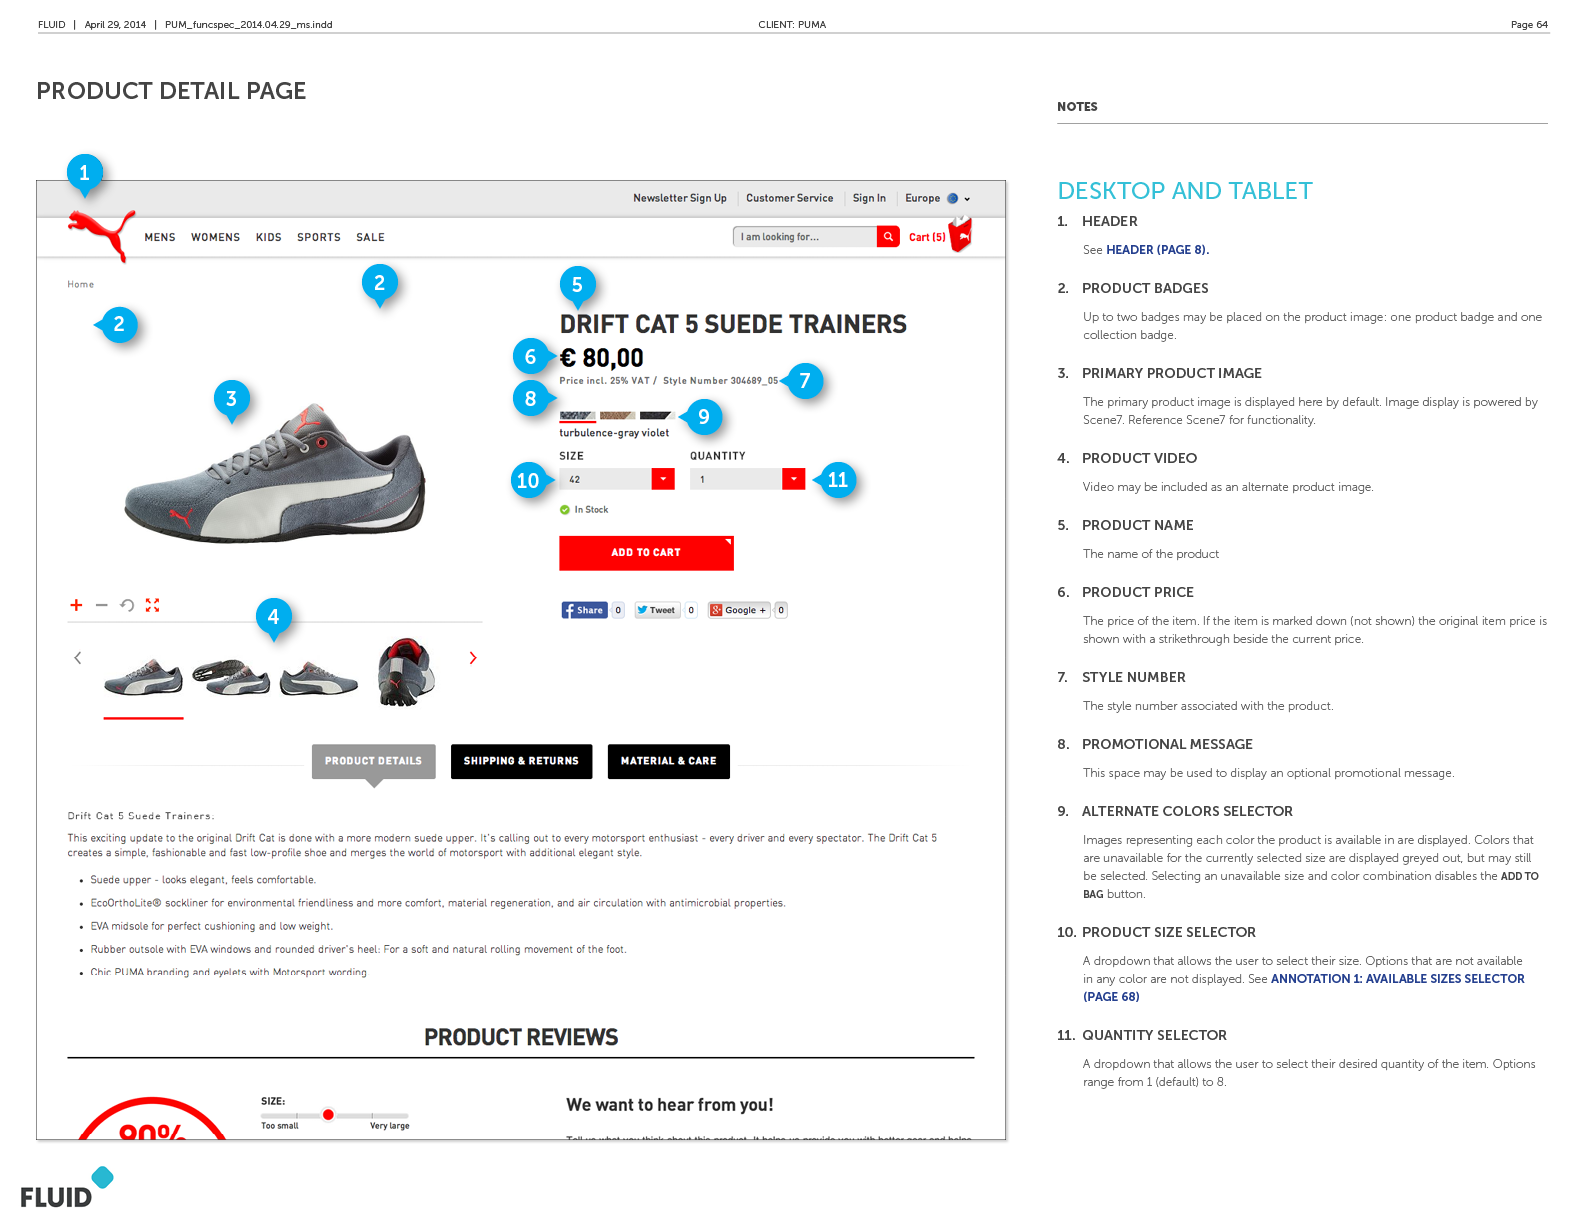 FLUID | April 29, 2014 | PUM_funcspec_2014.04.29_ms.indd
CLIENT: PUMA
Page 64
PRODUCT DETAIL PAGE
NOTES
1
Newsletter Sign Up
Customer Service
Sign In
Europe
MENS WOMENS KIDS SPORTS SALE
I am looking for...
Cart (5)
Home
2
2
3
4
5
DRIFT CAT 5 SUEDE TRAINERS
6
€ 80,00
Price incl. 25% VAT / Style Number 304689_05
7
8
9
turbulence-gray violet
SIZE
QUANTITY
10
42
1
11
In Stock
ADD TO CART
Share 0
Tweet 0
Google + 0
PRODUCT DETAILS
SHIPPING & RETURNS
MATERIAL & CARE
Drift Cat 5 Suede Trainers.
This exciting update to the original Drift Cat is done with a more modern suede upper. It's calling out to every motorsport enthusiast - every driver and every spectator. The Drift Cat 5
creates a simple, fashionable and fast low-profile shoe and merges the world of motorsport with additional elegant style.
• Suede upper - looks elegant, feels comfortable.
• EcoOrthoLite® sockliner for environmental friendliness and more comfort, material regeneration, and air circulation with antimicrobial properties.
• EVA midsole for perfect cushioning and low weight.
• Rubber outsole with EVA windows and rounded driver's heel: For a soft and natural rolling movement of the foot.
• Chic PUMA branding and eyelets with Motorsport wording
PRODUCT REVIEWS
90%
SIZE:
Too small
Very large
We want to hear from you!
Tell us what you think about this product. It helps us provide you with better gear and helps
FLUID
DESKTOP AND TABLET
1. HEADER
See HEADER (PAGE 8).
2. PRODUCT BADGES
Up to two badges may be placed on the product image: one product badge and one
collection badge.
3. PRIMARY PRODUCT IMAGE
The primary product image is displayed here by default. Image display is powered by
Scene7. Reference Scene7 for functionality.
4. PRODUCT VIDEO
Video may be included as an alternate product image.
5. PRODUCT NAME
The name of the product
6. PRODUCT PRICE
The price of the item. If the item is marked down (not shown) the original item price is
shown with a strikethrough beside the current price.
7. STYLE NUMBER
The style number associated with the product.
8. PROMOTIONAL MESSAGE
This space may be used to display an optional promotional message.
9. ALTERNATE COLORS SELECTOR
Images representing each color the product is available in are displayed. Colors that
are unavailable for the currently selected size are displayed greyed out, but may still
be selected. Selecting an unavailable size and color combination disables the ADD TO
BAG button.
10. PRODUCT SIZE SELECTOR
A dropdown that allows the user to select their size. Options that are not available
in any color are not displayed. See ANNOTATION 1: AVAILABLE SIZES SELECTOR
(PAGE 68)
11. QUANTITY SELECTOR
A dropdown that allows the user to select their desired quantity of the item. Options
range from 1 (default) to 8.